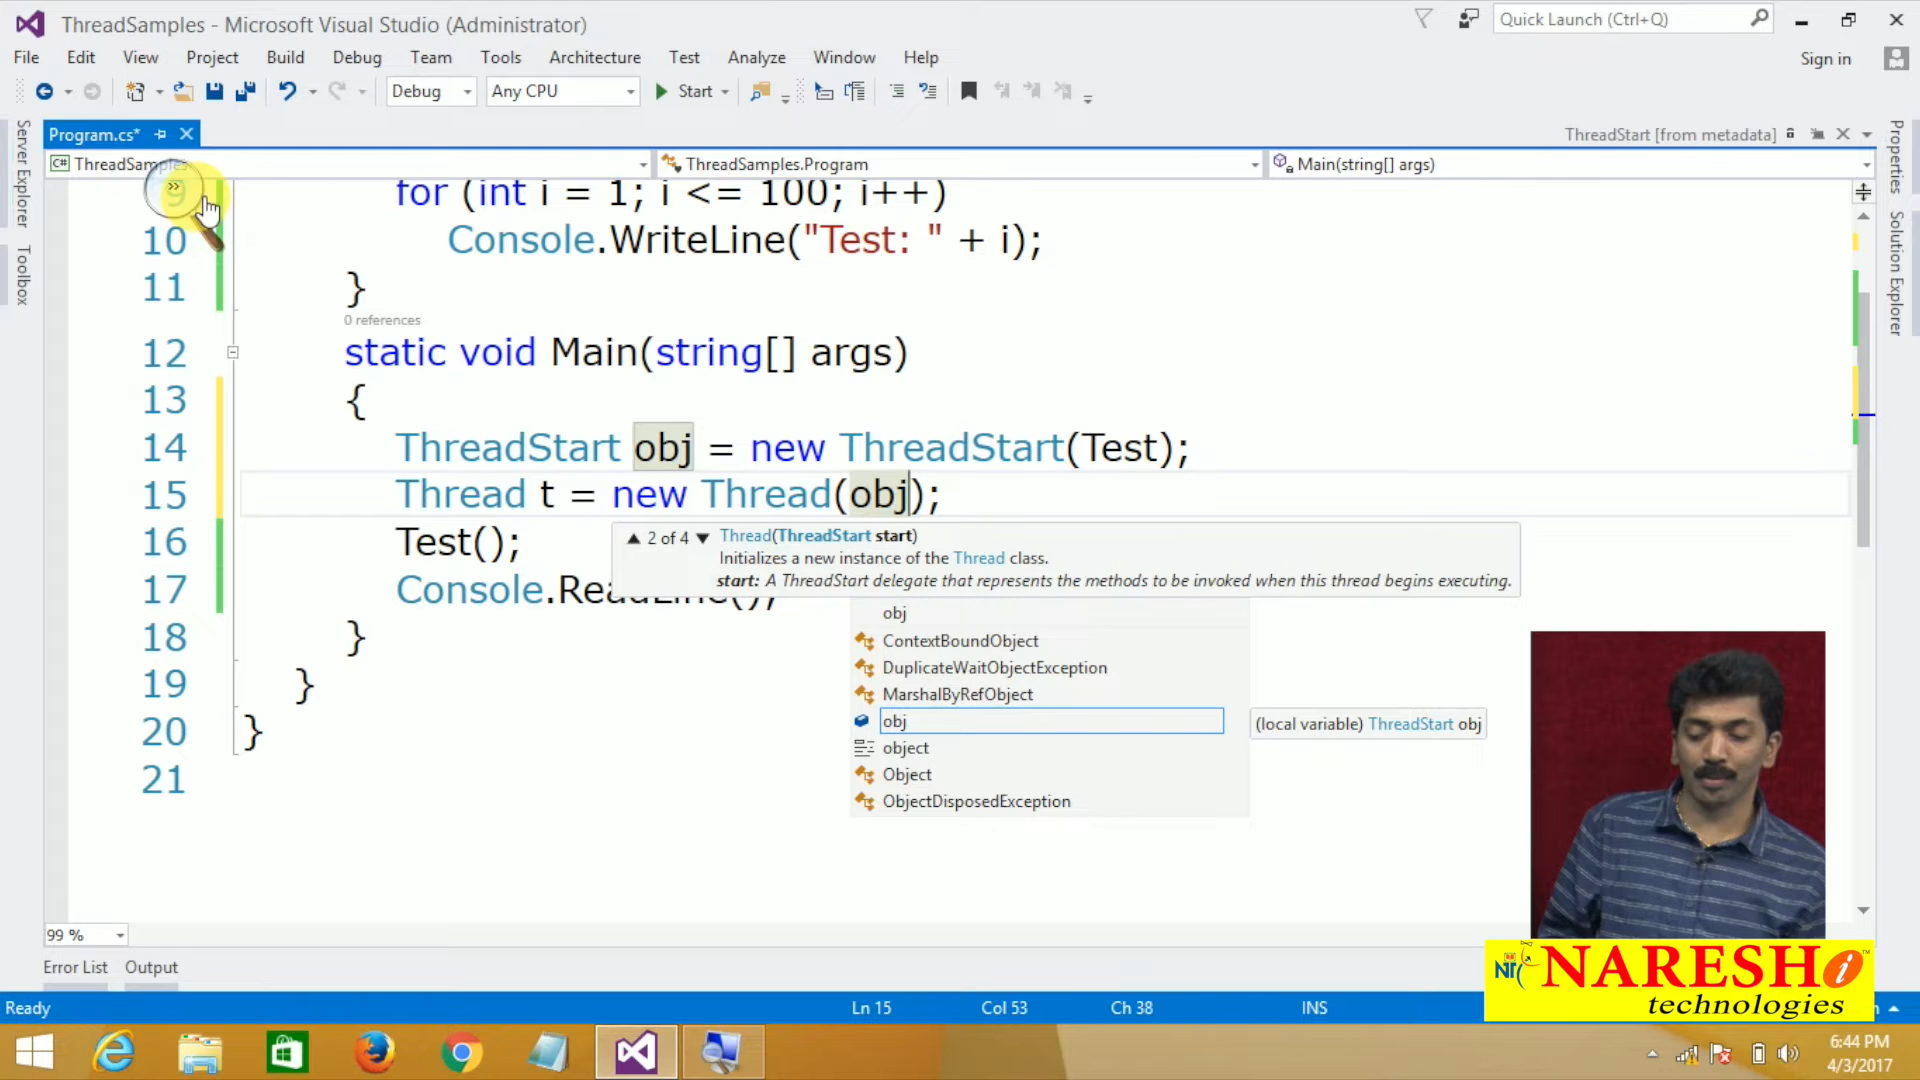 ThreadSamples - Microsoft Visual Studio (Administrator)
Quick Launch (Ctrl+Q)
File Edit View Project Build Debug Team Tools Architecture Test Analyze Window Help
Sign in
Debug Any CPU Start
Program.cs*
ThreadStart [from metadata]
C# ThreadSamples
ThreadSamples.Program
Main(string[] args)
Server Explorer
Toolbox
Properties
Solution Explorer
9 for (int i = 1; i <= 100; i++)
10 Console.WriteLine("Test: " + i);
11 }
0 references
12 static void Main(string[] args)
13 {
14 ThreadStart obj = new ThreadStart(Test);
15 Thread t = new Thread(obj);
16 Test();
17 Console.ReadLine();
18 }
19 }
20 }
21
2 of 4 Thread(ThreadStart start)
Initializes a new instance of the Thread class.
start: A ThreadStart delegate that represents the methods to be invoked when this thread begins executing.
obj
ContextBoundObject
DuplicateWaitObjectException
MarshalByRefObject
obj
(local variable) ThreadStart obj
object
Object
ObjectDisposedException
99 %
Error List Output
Ready
Ln 15 Col 53 Ch 38 INS
NARESH i
technologies
6:44 PM
4/3/2017